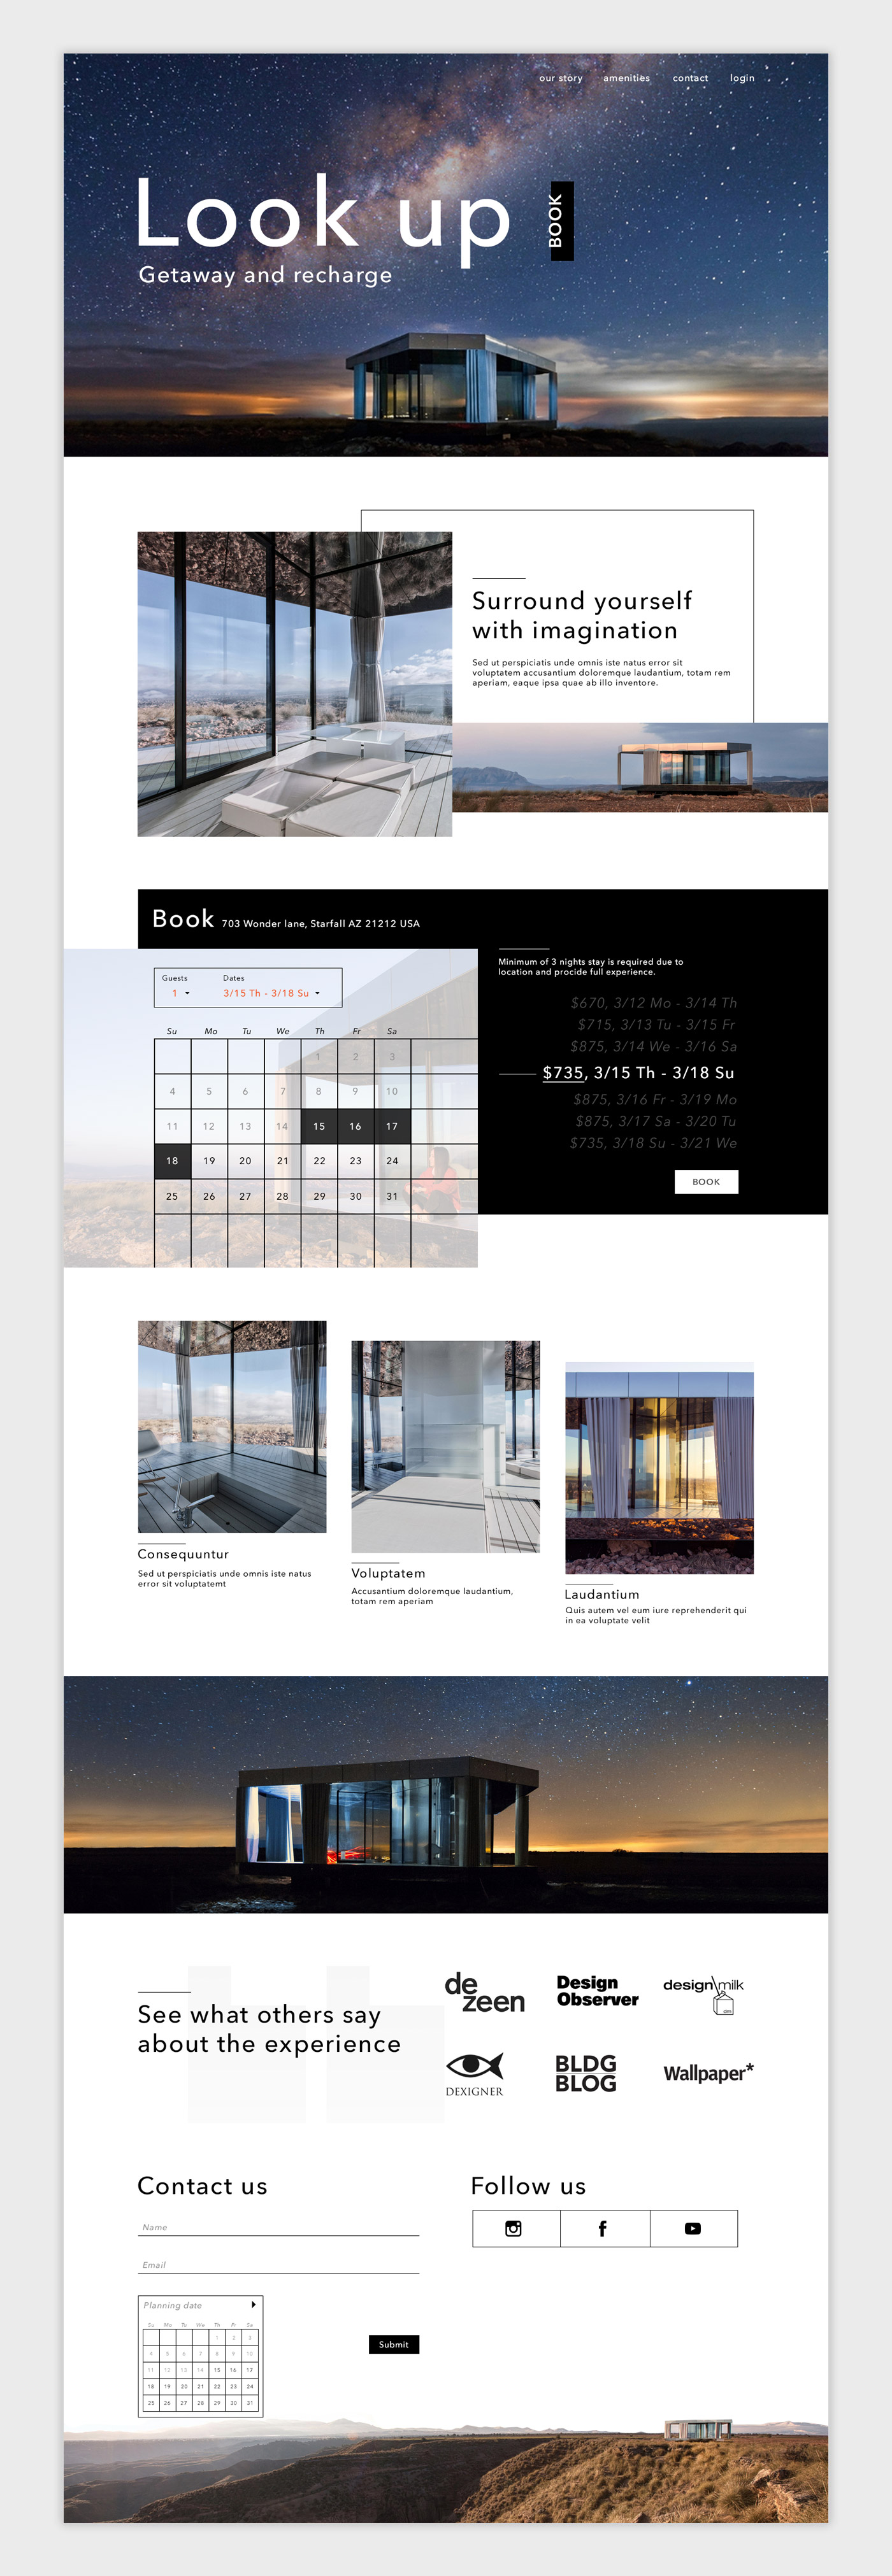 our story amenities contact login
Look up
BOOK
Getaway and recharge
Surround yourself
with imagination
Sed ut perspiciatis unde omnis iste natus error sit
voluptatem accusantium doloremque laudantium, totam rem
aperiam, eaque ipsa quae ab illo inventore.
Book 703 Wonder lane, Starfall AZ 21212 USA
Guests Dates
1 3/15 Th - 3/18 Su
Su Mo Tu We Th Fr Sa
1 2 3
4 5 6 7 8 9 10
11 12 13 14 15 16 17
18 19 20 21 22 23 24
25 26 27 28 29 30 31
Minimum of 3 nights stay is required due to
location and procide full experience.
$670, 3/12 Mo - 3/14 Th
$715, 3/13 Tu - 3/15 Fr
$875, 3/14 We - 3/16 Sa
$735, 3/15 Th - 3/18 Su
$875, 3/16 Fr - 3/19 Mo
$875, 3/17 Sa - 3/20 Tu
$735, 3/18 Su - 3/21 We
BOOK
Consequuntur
Sed ut perspiciatis unde omnis iste natus
error sit voluptatemt
Voluptatem
Accusantium doloremque laudantium,
totam rem aperiam
Laudantium
Quis autem vel eum iure reprehenderit qui
in ea voluptate velit
See what others say
about the experience
de
zeen
Design
Observer
design milk
dm
DEXIGNER
BLDG
BLOG
Wallpaper*
Contact us
Name
Email
Planning date
Su Mo Tu We Th Fr Sa
1 2 3
4 5 6 7 8 9 10
11 12 13 14 15 16 17
18 19 20 21 22 23 24
25 26 27 28 29 30 31
Submit
Follow us